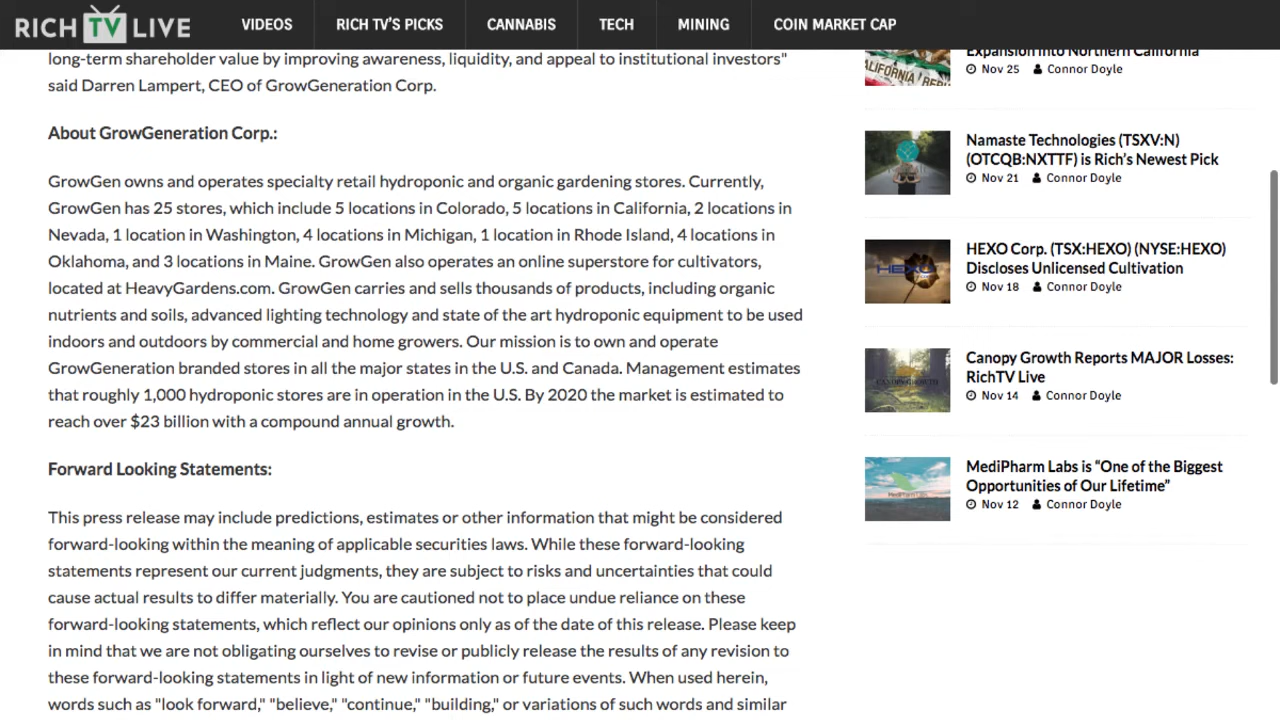 RICH TV LIVE
VIDEOS
RICH TV'S PICKS
CANNABIS
TECH
MINING
COIN MARKET CAP
long-term shareholder value by improving awareness, liquidity, and appeal to institutional investors"
said Darren Lampert, CEO of GrowGeneration Corp.
About GrowGeneration Corp.:
GrowGen owns and operates specialty retail hydroponic and organic gardening stores. Currently,
GrowGen has 25 stores, which include 5 locations in Colorado, 5 locations in California, 2 locations in
Nevada, 1 location in Washington, 4 locations in Michigan, 1 location in Rhode Island, 4 locations in
Oklahoma, and 3 locations in Maine. GrowGen also operates an online superstore for cultivators,
located at HeavyGardens.com. GrowGen carries and sells thousands of products, including organic
nutrients and soils, advanced lighting technology and state of the art hydroponic equipment to be used
indoors and outdoors by commercial and home growers. Our mission is to own and operate
GrowGeneration branded stores in all the major states in the U.S. and Canada. Management estimates
that roughly 1,000 hydroponic stores are in operation in the U.S. By 2020 the market is estimated to
reach over $23 billion with a compound annual growth.
Forward Looking Statements:
This press release may include predictions, estimates or other information that might be considered
forward-looking within the meaning of applicable securities laws. While these forward-looking
statements represent our current judgments, they are subject to risks and uncertainties that could
cause actual results to differ materially. You are cautioned not to place undue reliance on these
forward-looking statements, which reflect our opinions only as of the date of this release. Please keep
in mind that we are not obligating ourselves to revise or publicly release the results of any revision to
these forward-looking statements in light of new information or future events. When used herein,
words such as "look forward," "believe," "continue," "building," or variations of such words and similar
Expansion into Northern California
Nov 25 Connor Doyle
CALIFORNIA REP
Namaste Technologies (TSXV:N)
(OTCQB:NXTTF) is Rich's Newest Pick
Nov 21 Connor Doyle
HEXO Corp. (TSX:HEXO) (NYSE:HEXO)
Discloses Unlicensed Cultivation
Nov 18 Connor Doyle
HEXO
Canopy Growth Reports MAJOR Losses:
RichTV Live
Nov 14 Connor Doyle
CANOPY GROWTH
MediPharm Labs is “One of the Biggest
Opportunities of Our Lifetime”
Nov 12 Connor Doyle